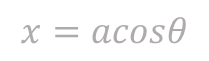 x = acosθ